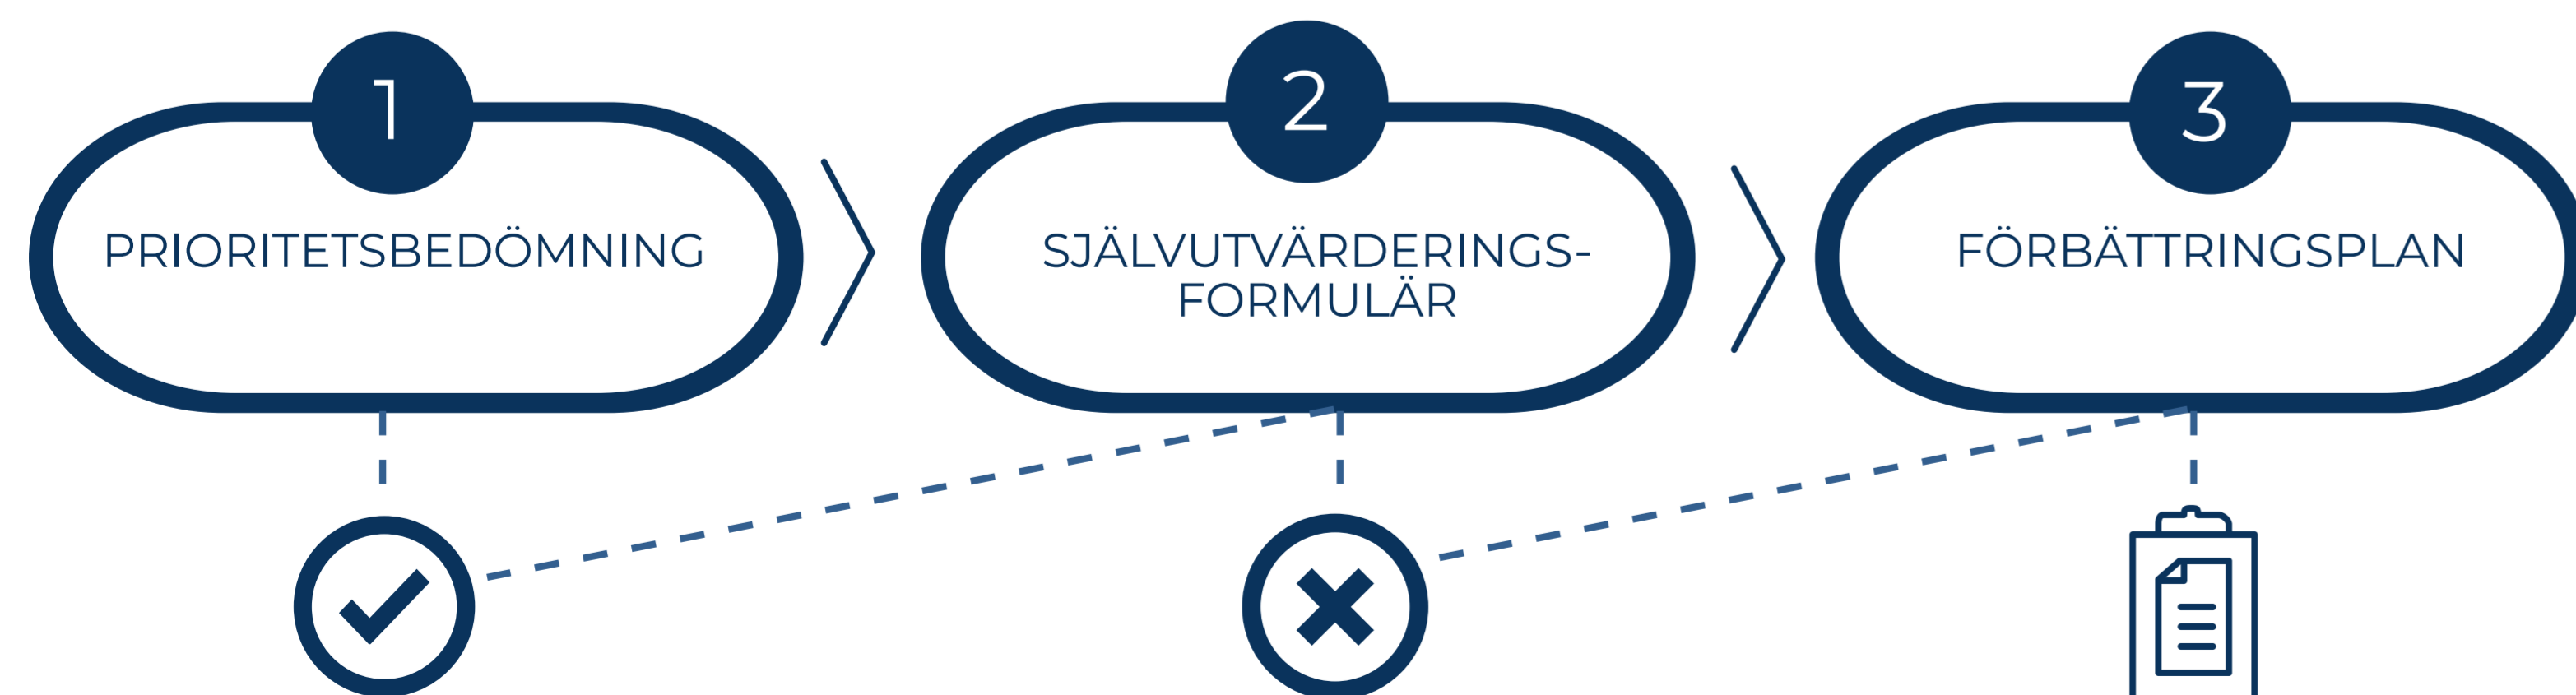 1
PRIORITETSBEDÖMNING
2
SJÄLVUTVÄRDERINGS-
FORMULÄR
3
FÖRBÄTTRINGSPLAN